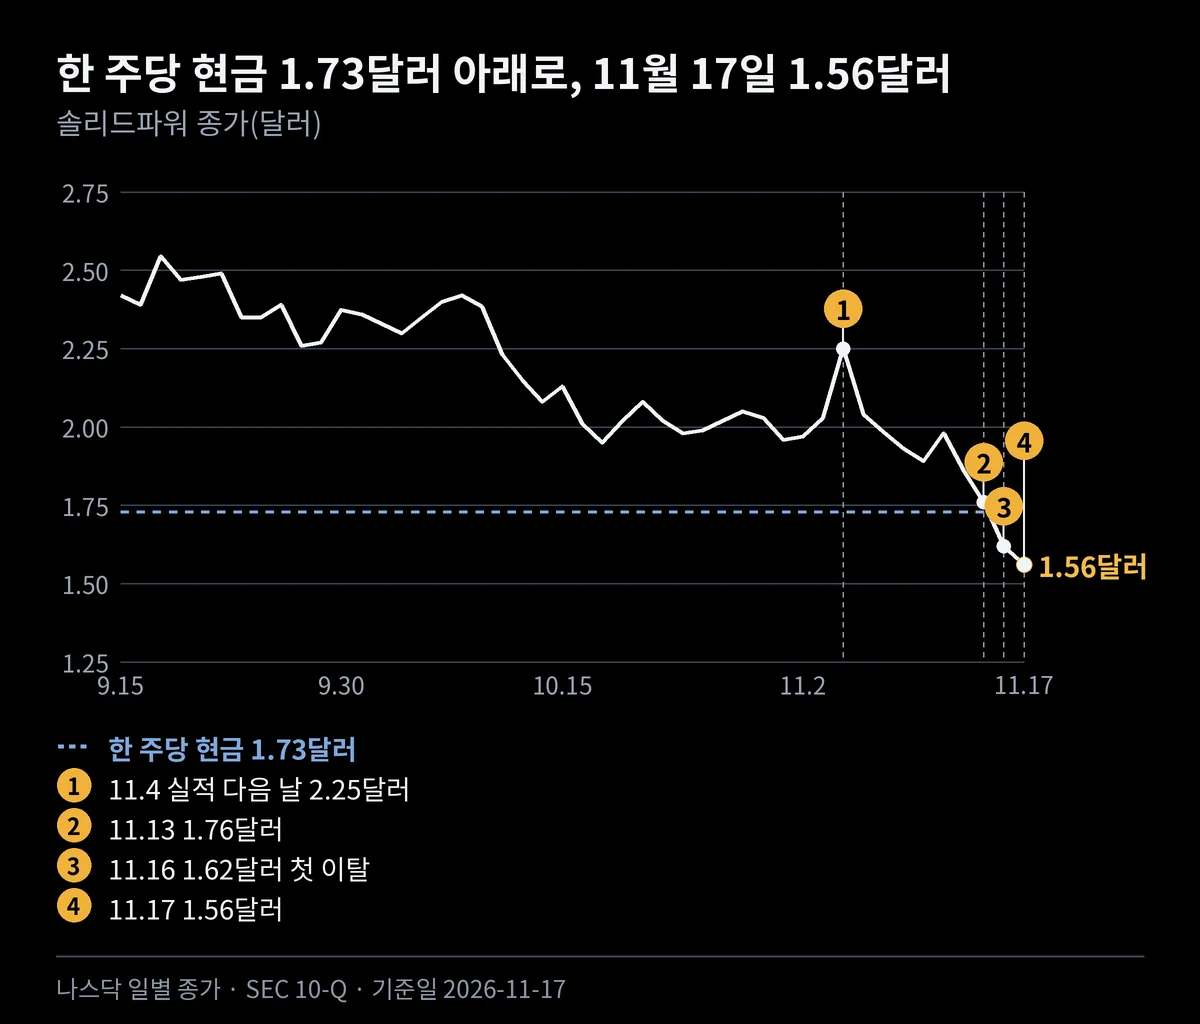 한 주당 현금 1.73달러 아래로, 11월 17일 1.56달러
솔리드파워 종가(달러)
2.75
2.50
2.25
2.00
1.75
1.50
1.25
1
2
3
4
1.56달러
9.15 9.30 10.15 11.2 11.17
한 주당 현금 1.73달러
1 11.4 실적 다음 날 2.25달러
2 11.13 1.76달러
3 11.16 1.62달러 첫 이탈
4 11.17 1.56달러
나스닥 일별 종가 · SEC 10-Q · 기준일 2026-11-17